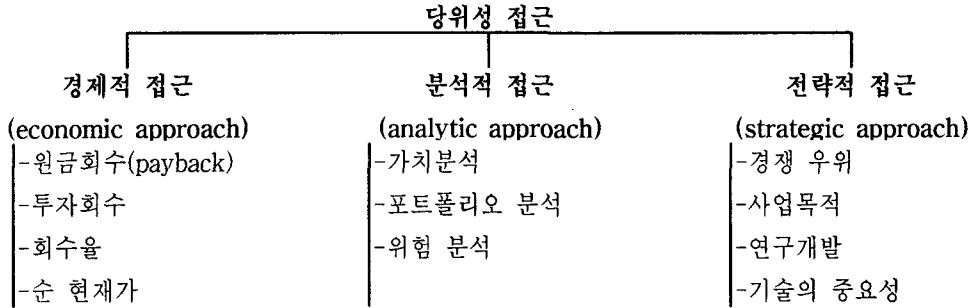 당위성 접근
경제적 접근
(economic approach)
-원금회수(payback)
-투자회수
-회수율
-순 현재가
분석적 접근
(analytic approach)
-가치분석
-포트폴리오 분석
-위험 분석
전략적 접근
(strategic approach)
-경쟁 우위
-사업목적
-연구개발
-기술의 중요성